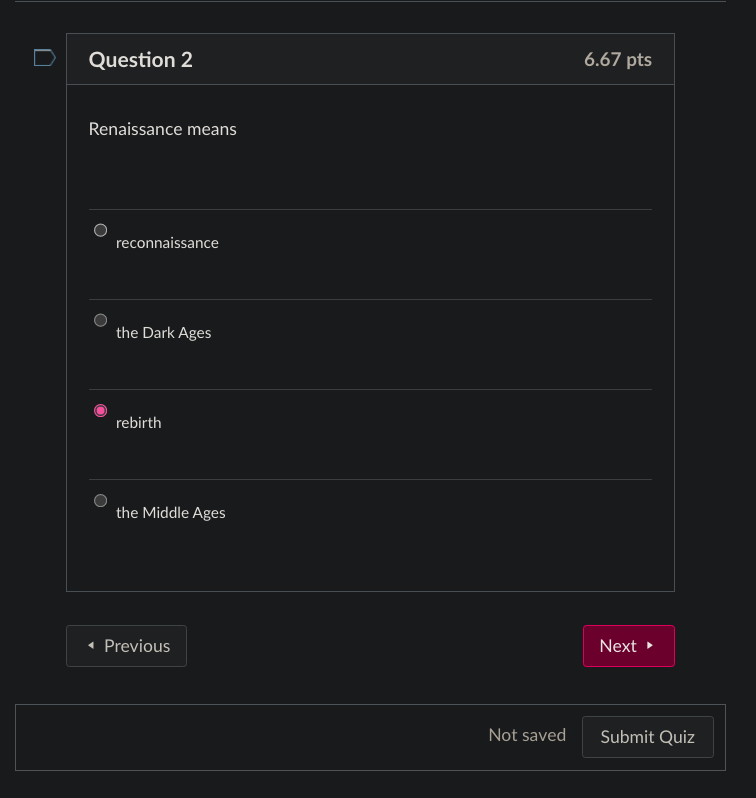 Question 2
6.67 pts
Renaissance means
reconnaissance
the Dark Ages
rebirth
the Middle Ages
Previous
Next
Not saved
Submit Quiz